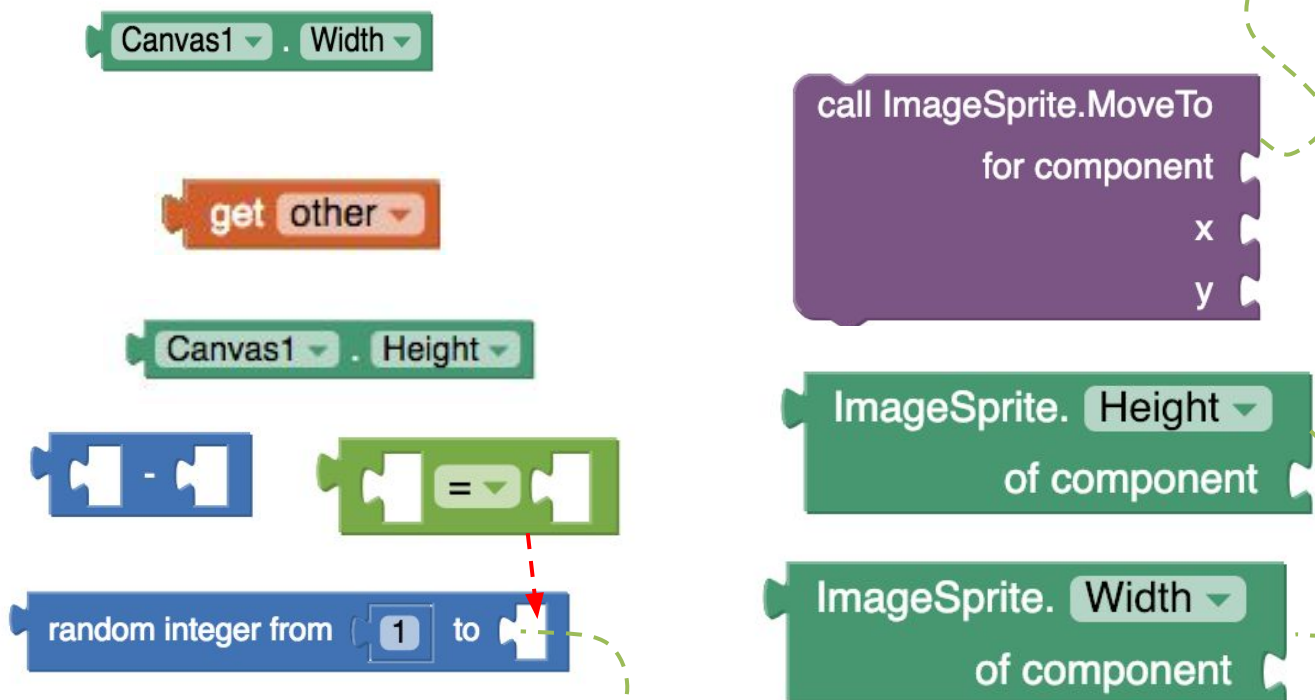 Canvas1 . Width
get other
Canvas1 . Height
-
=
random integer from 1 to
call ImageSprite.MoveTo
for component
x
y
ImageSprite. Height
of component
ImageSprite. Width
of component